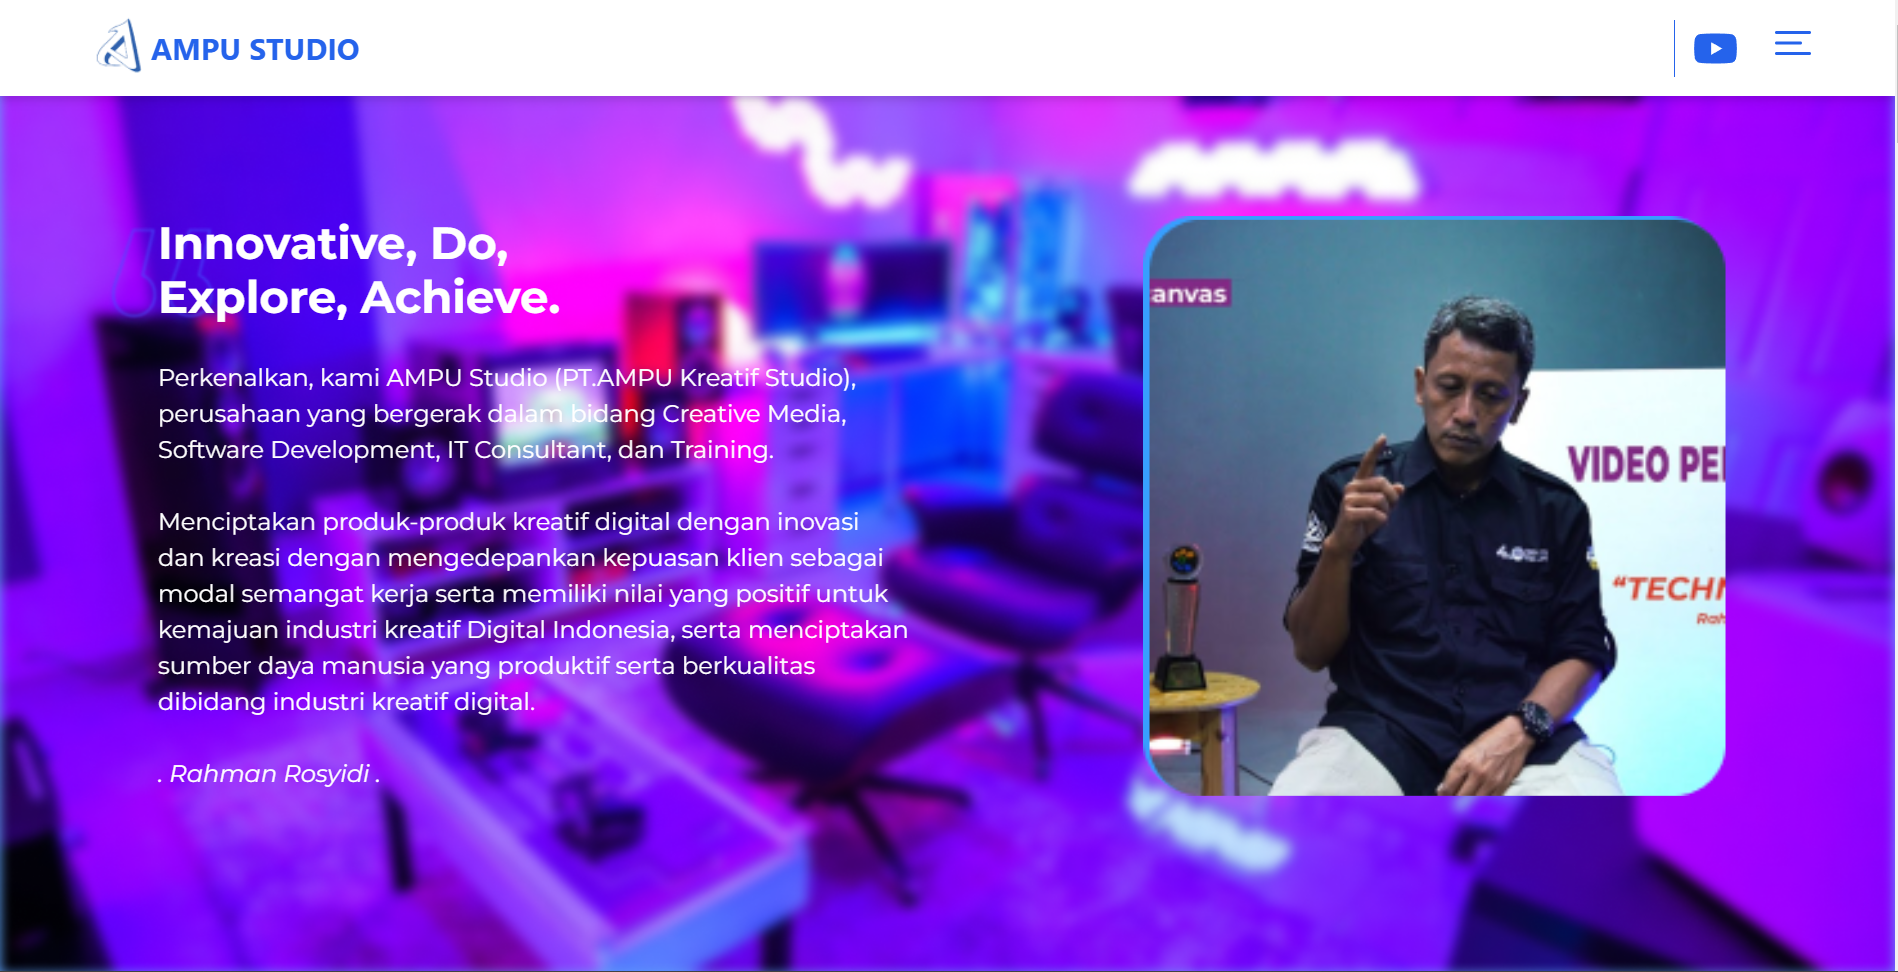 AMPU STUDIO
Innovative, Do,
Explore, Achieve.
Perkenalkan, kami AMPU Studio (PT.AMPU Kreatif Studio),
perusahaan yang bergerak dalam bidang Creative Media,
Software Development, IT Consultant, dan Training.
Menciptakan produk-produk kreatif digital dengan inovasi
dan kreasi dengan mengedepankan kepuasan klien sebagai
modal semangat kerja serta memiliki nilai yang positif untuk
kemajuan industri kreatif Digital Indonesia, serta menciptakan
sumber daya manusia yang produktif serta berkualitas
dibidang industri kreatif digital.
. Rahman Rosyidi .
anvas
VIDEO PE
“TECH
Rah